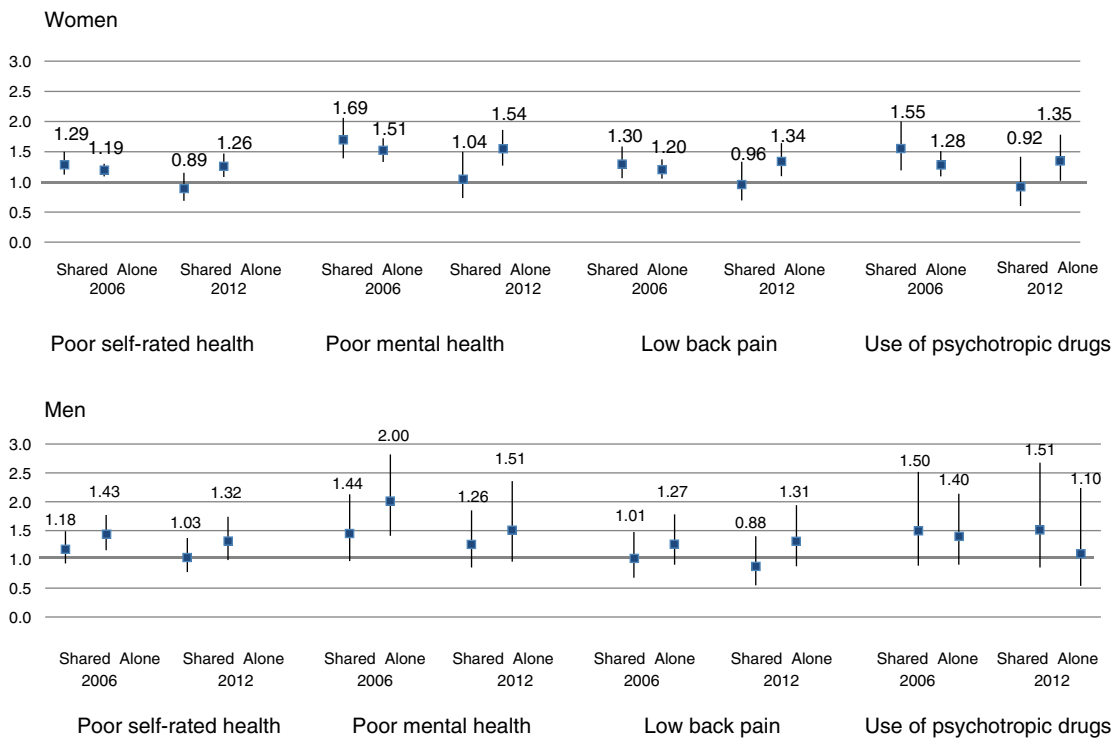 Women
3.0
2.5
2.0
1.5
1.0
0.5
0.0
1.29 1.19 0.89 1.26 1.69 1.51 1.04 1.54 1.30 1.20 0.96 1.34 1.55 1.28 0.92 1.35
Shared Alone Shared Alone Shared Alone Shared Alone Shared Alone Shared Alone Shared Alone Shared Alone
2006 2012 2006 2012 2006 2012 2006 2012
Poor self-rated health Poor mental health Low back pain Use of psychotropic drugs
Men
3.0
2.5
2.0
1.5
1.0
0.5
0.0
1.18 1.43 1.03 1.32 1.44 2.00 1.26 1.51 1.01 1.27 0.88 1.31 1.50 1.40 1.51 1.10
Shared Alone Shared Alone Shared Alone Shared Alone Shared Alone Shared Alone Shared Alone Shared Alone
2006 2012 2006 2012 2006 2012 2006 2012
Poor self-rated health Poor mental health Low back pain Use of psychotropic drugs